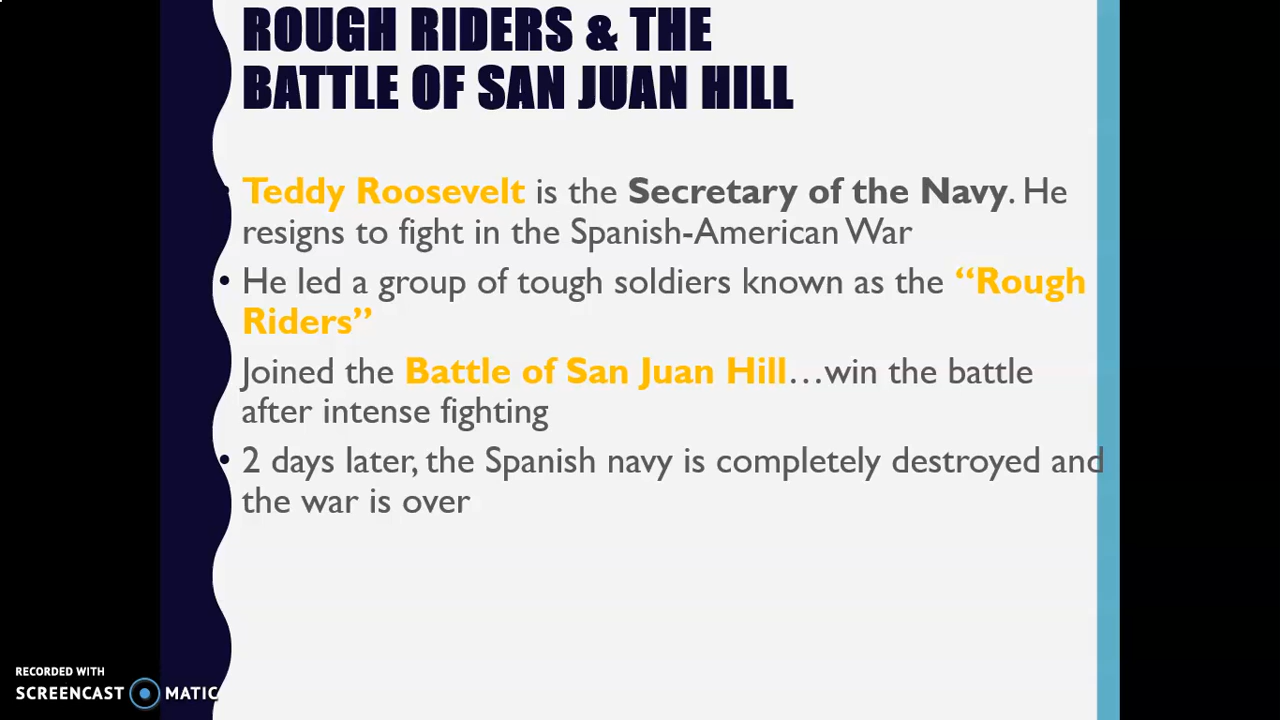 ROUGH RIDERS & THE
BATTLE OF SAN JUAN HILL
• Teddy Roosevelt is the Secretary of the Navy. He
resigns to fight in the Spanish-American War
• He led a group of tough soldiers known as the “Rough
Riders”
Joined the Battle of San Juan Hill…win the battle
after intense fighting
• 2 days later, the Spanish navy is completely destroyed and
the war is over
RECORDED WITH
SCREENCAST MATIC